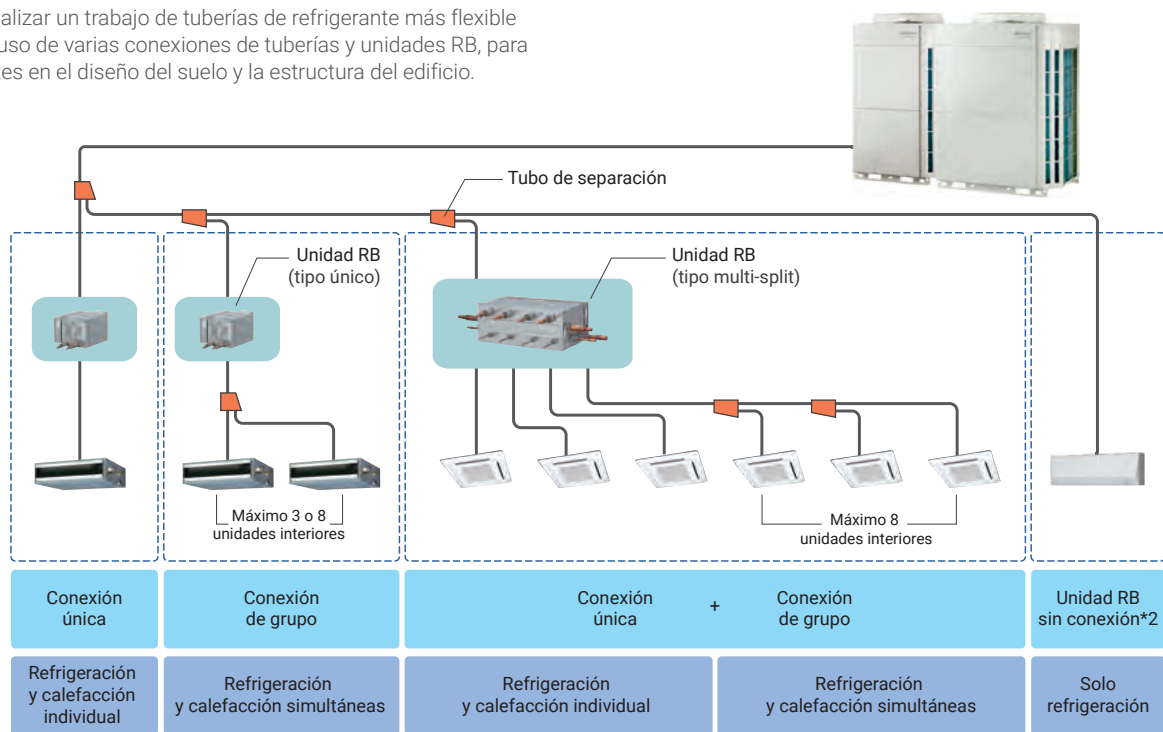 alizar un trabajo de tuberías de refrigerante más flexible
uso de varias conexiones de tuberías y unidades RB, para
es en el diseño del suelo y la estructura del edificio.
Tubo de separación
Unidad RB
(tipo único)
Unidad RB
(tipo multi-split)
Máximo 3 o 8
unidades interiores
Máximo 8
unidades interiores
Conexión
única
Conexión
de grupo
Conexión
única
+
Conexión
de grupo
Unidad RB
sin conexión*2
Refrigeración
y calefacción
individual
Refrigeración
y calefacción simultáneas
Refrigeración
y calefacción individual
Refrigeración
y calefacción simultáneas
Solo
refrigeración